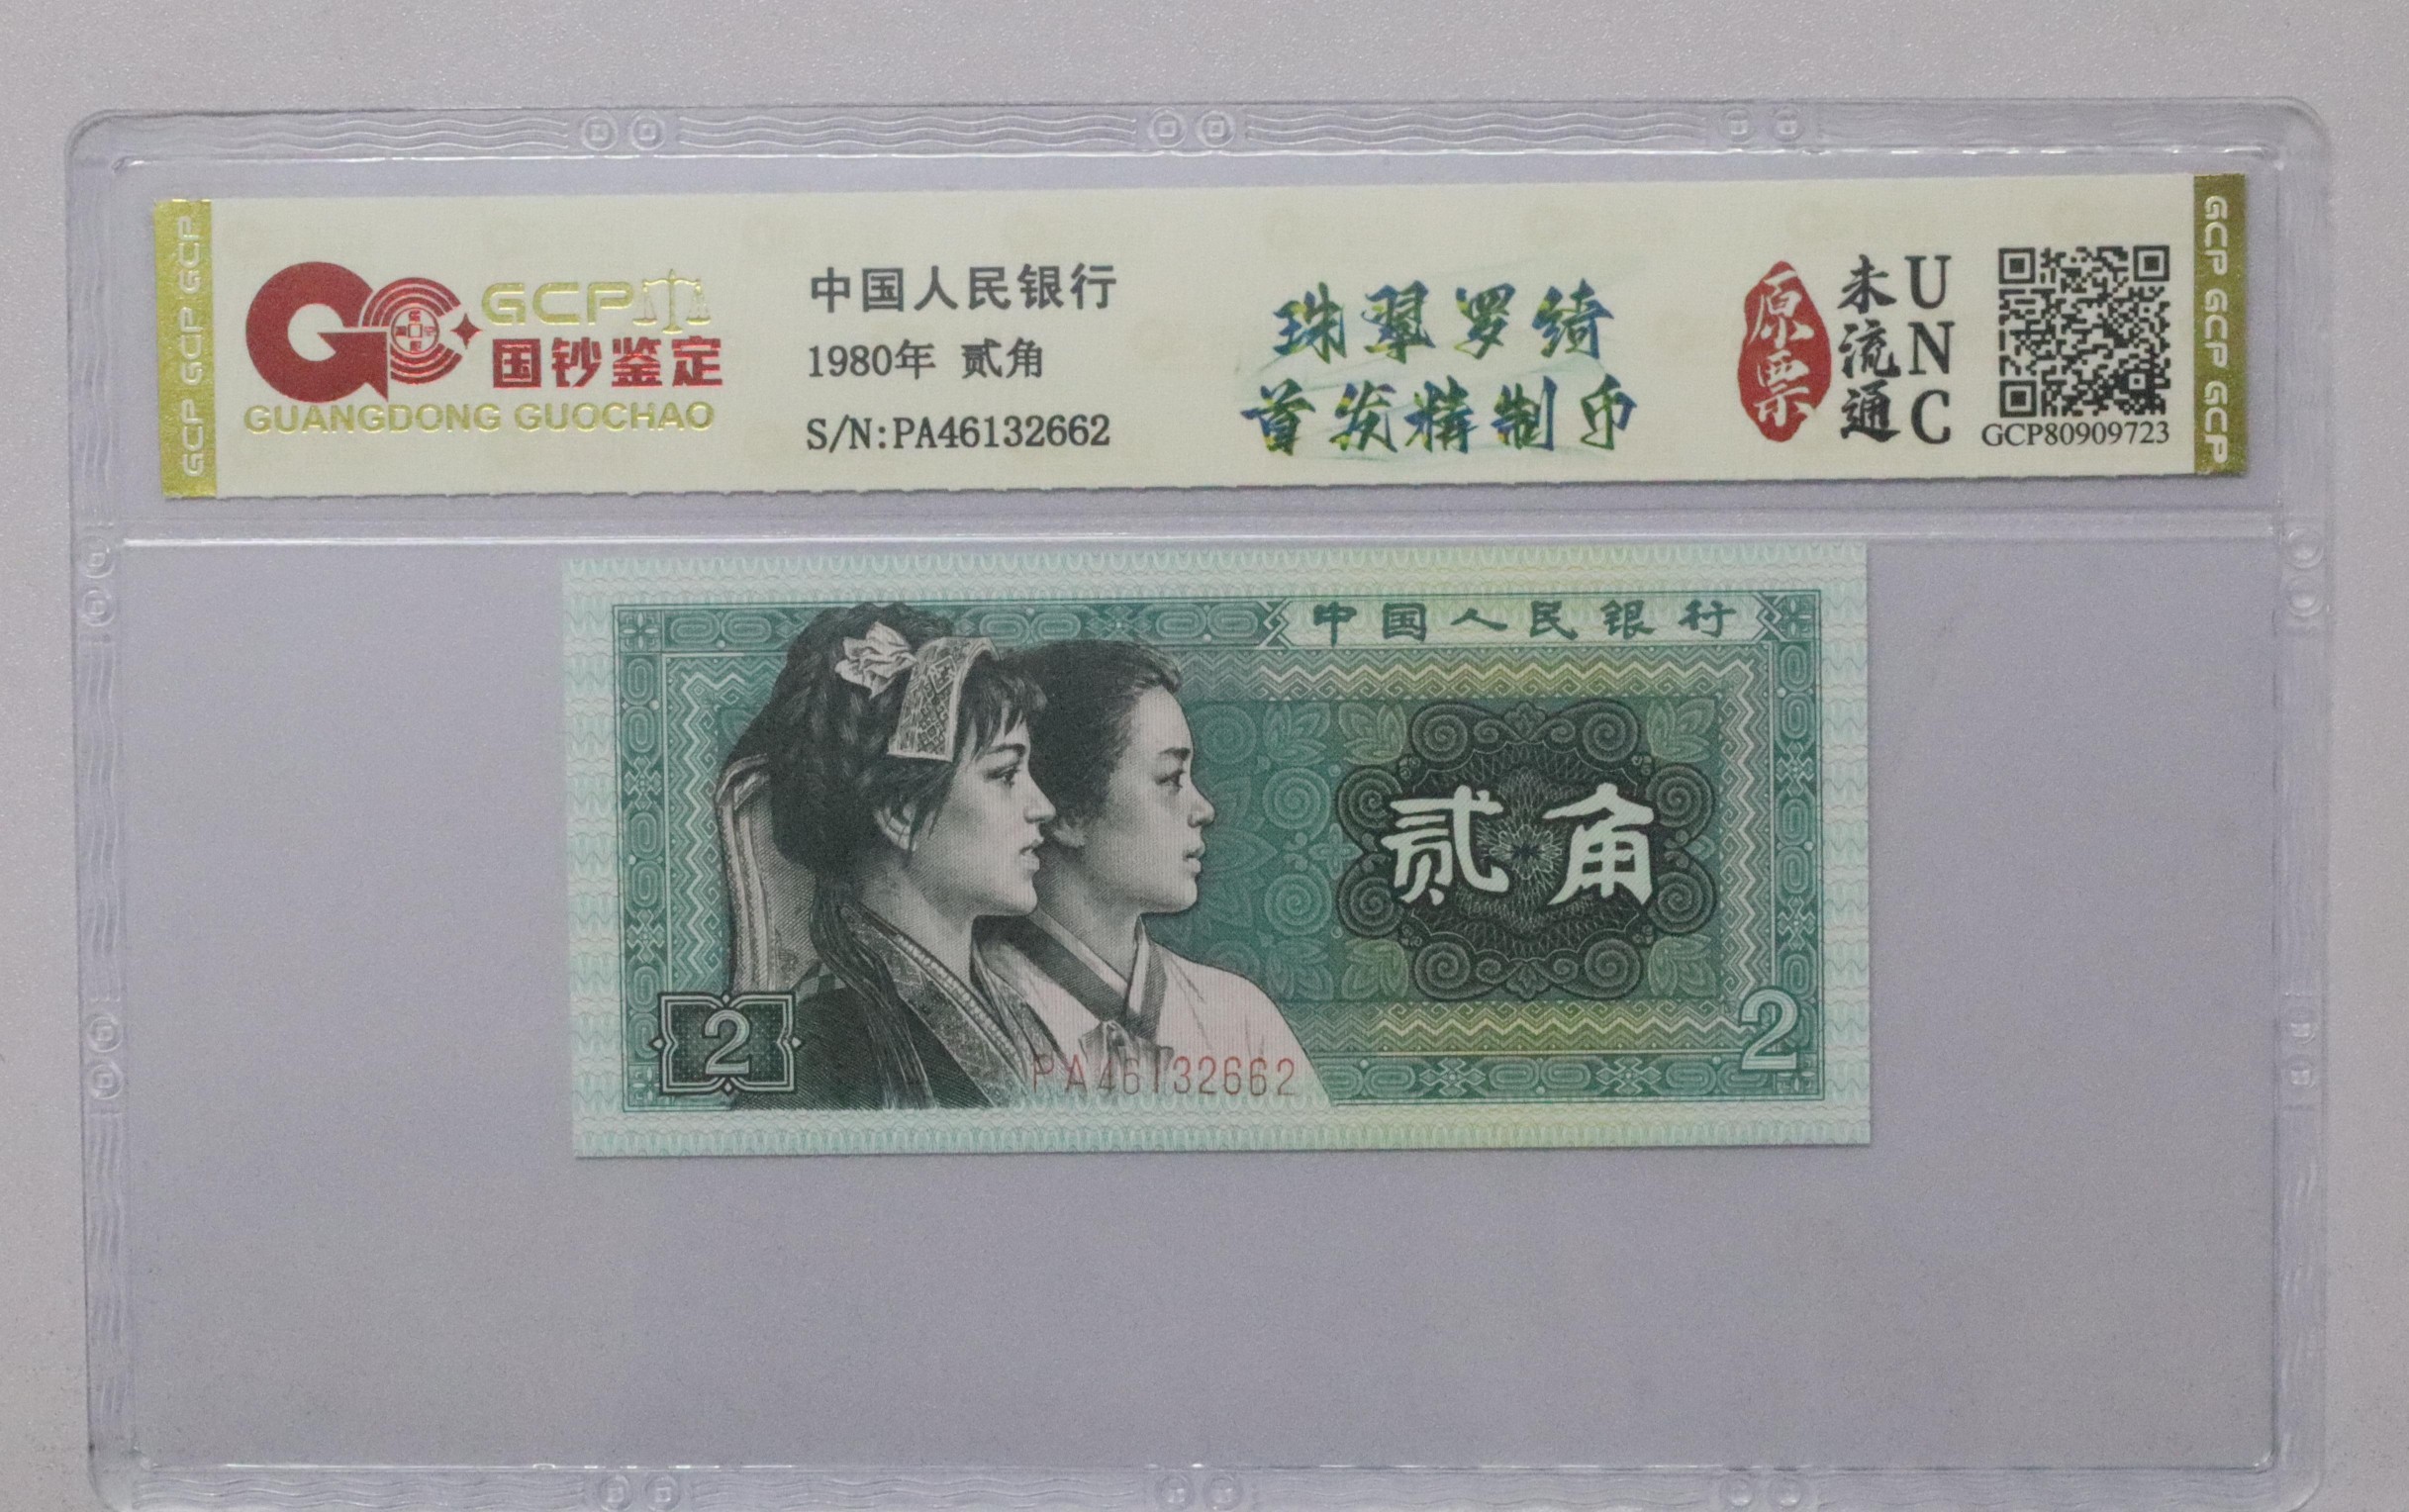 GCP
国钞鉴定
GUANGDONG GUOCHAO
中国人民银行
1980年 贰角
S/N:PA46132662
珠翠罗绮
首发精制币
原票
未流通
UNC
GCP80909723
GCP GCP GCP
GCP GCP GCP
中国人民银行
贰角
2
2
PA46132662